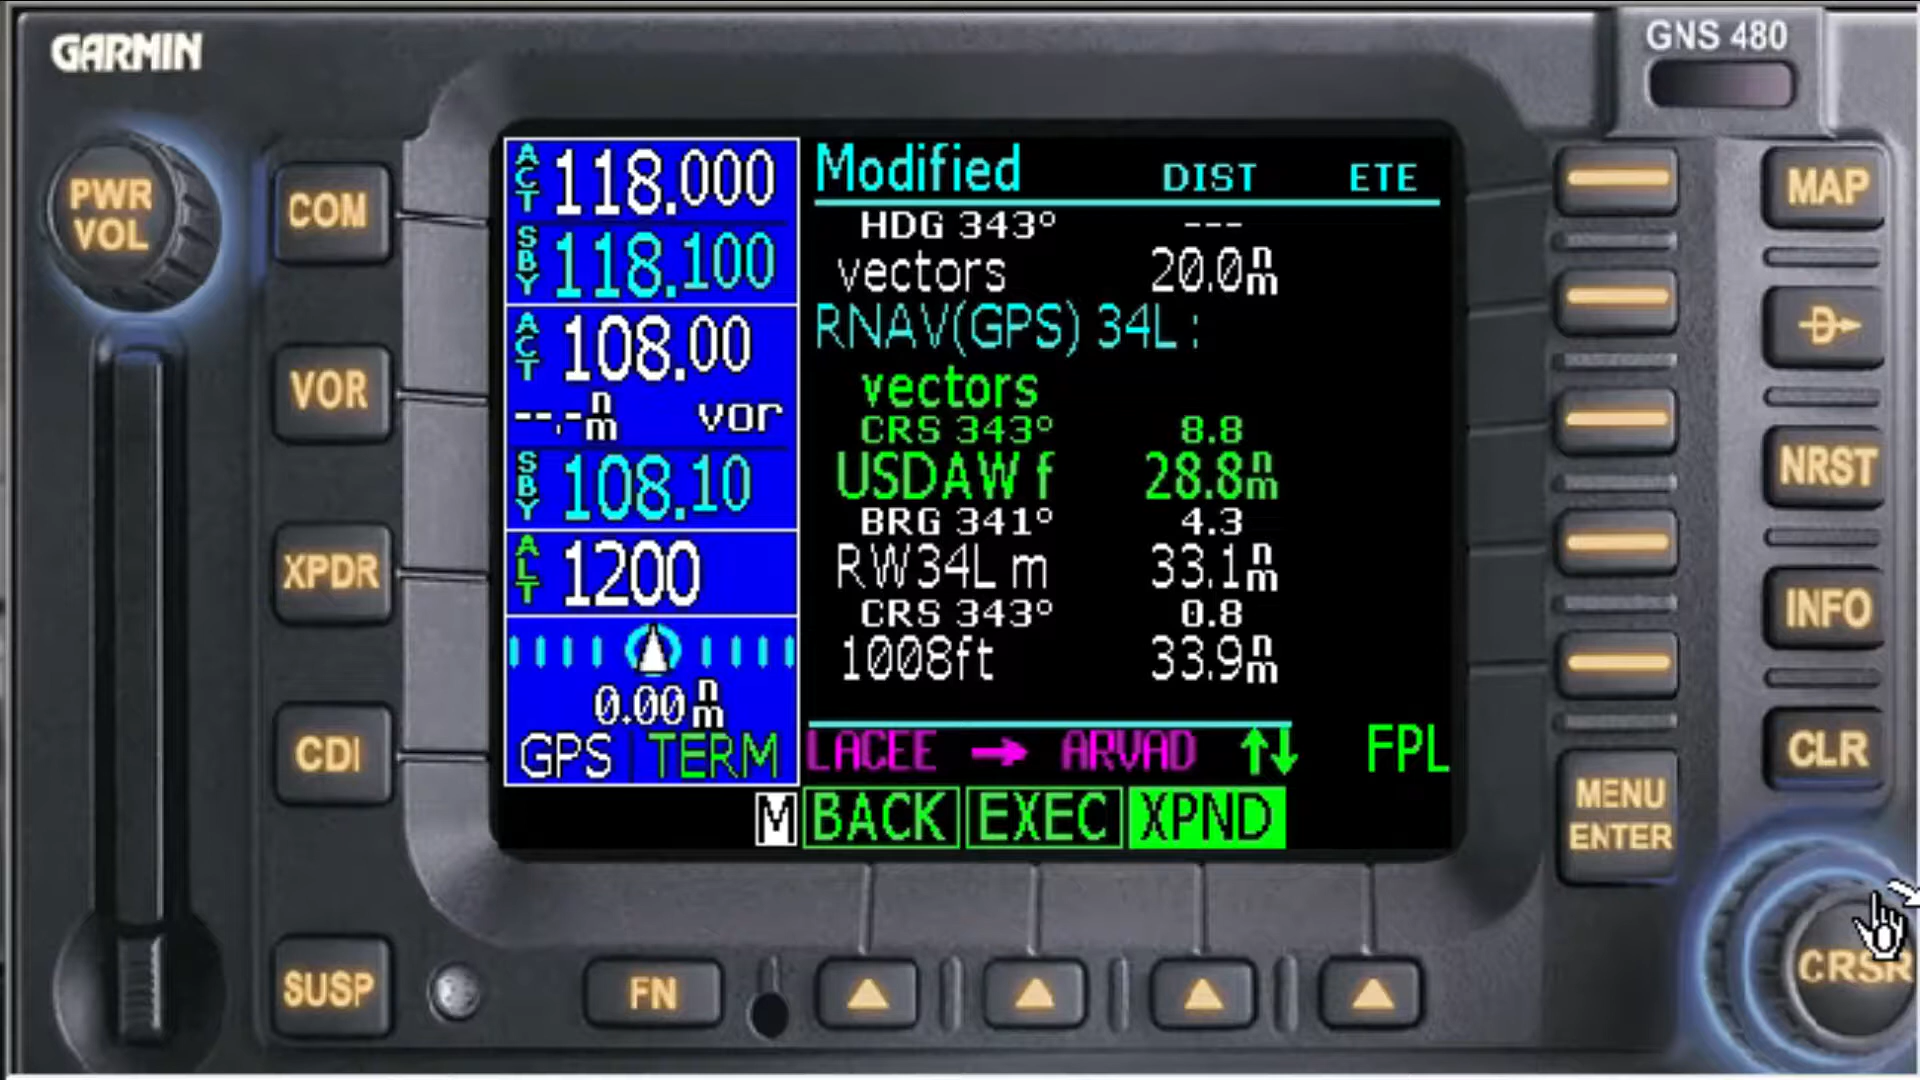 GARMIN
GNS 480
PWR
VOL
COM
VOR
XPDR
CDI
SUSP
ACT 118.000
SBY 118.100
ACT 108.00
--.-nm vor
SBY 108.10
ALT 1200
0.00nm
GPS TERM
Modified DIST ETE
HDG 343° ---
vectors 20.0nm
RNAV(GPS) 34L :
vectors
CRS 343° 8.8
USDAW f 28.8nm
BRG 341° 4.3
RW34L m 33.1nm
CRS 343° 0.8
1008ft 33.9nm
LACEE → ARVAD ↑↓ FPL
M BACK EXEC XPND
FN
MAP
D→
NRST
INFO
CLR
MENU
ENTER
CRSR